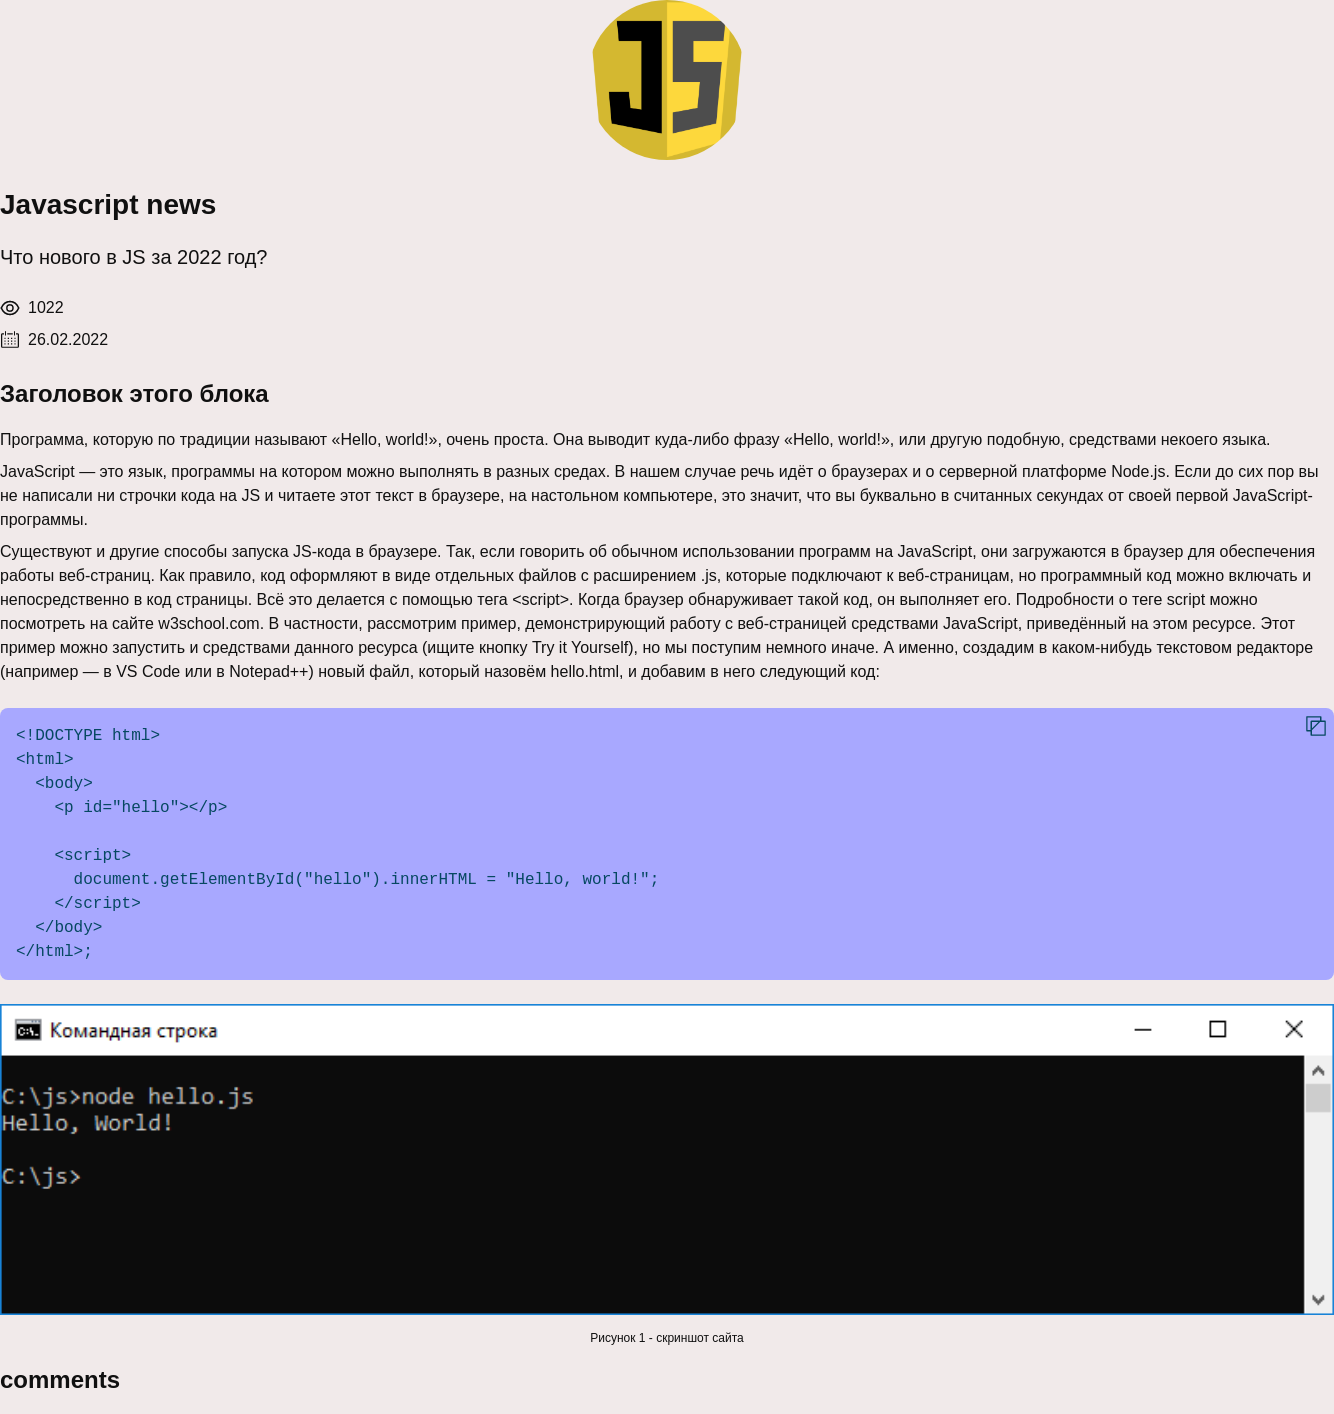 JS
Javascript news
Что нового в JS за 2022 год?
1022
26.02.2022
Заголовок этого блока
Программа, которую по традиции называют «Hello, world!», очень проста. Она выводит куда-либо фразу «Hello, world!», или другую подобную, средствами некоего языка.
JavaScript — это язык, программы на котором можно выполнять в разных средах. В нашем случае речь идёт о браузерах и о серверной платформе Node.js. Если до сих пор вы
не написали ни строчки кода на JS и читаете этот текст в браузере, на настольном компьютере, это значит, что вы буквально в считанных секундах от своей первой JavaScript-
программы.
Существуют и другие способы запуска JS-кода в браузере. Так, если говорить об обычном использовании программ на JavaScript, они загружаются в браузер для обеспечения
работы веб-страниц. Как правило, код оформляют в виде отдельных файлов с расширением .js, которые подключают к веб-страницам, но программный код можно включать и
непосредственно в код страницы. Всё это делается с помощью тега <script>. Когда браузер обнаруживает такой код, он выполняет его. Подробности о теге script можно
посмотреть на сайте w3school.com. В частности, рассмотрим пример, демонстрирующий работу с веб-страницей средствами JavaScript, приведённый на этом ресурсе. Этот
пример можно запустить и средствами данного ресурса (ищите кнопку Try it Yourself), но мы поступим немного иначе. А именно, создадим в каком-нибудь текстовом редакторе
(например — в VS Code или в Notepad++) новый файл, который назовём hello.html, и добавим в него следующий код:
<!DOCTYPE html>
<html>
  <body>
    <p id="hello"></p>
    <script>
      document.getElementById("hello").innerHTML = "Hello, world!";
    </script>
  </body>
</html>;
C:\. Командная строка
C:\js>node hello.js
Hello, World!
C:\js>
Рисунок 1 - скриншот сайта
comments